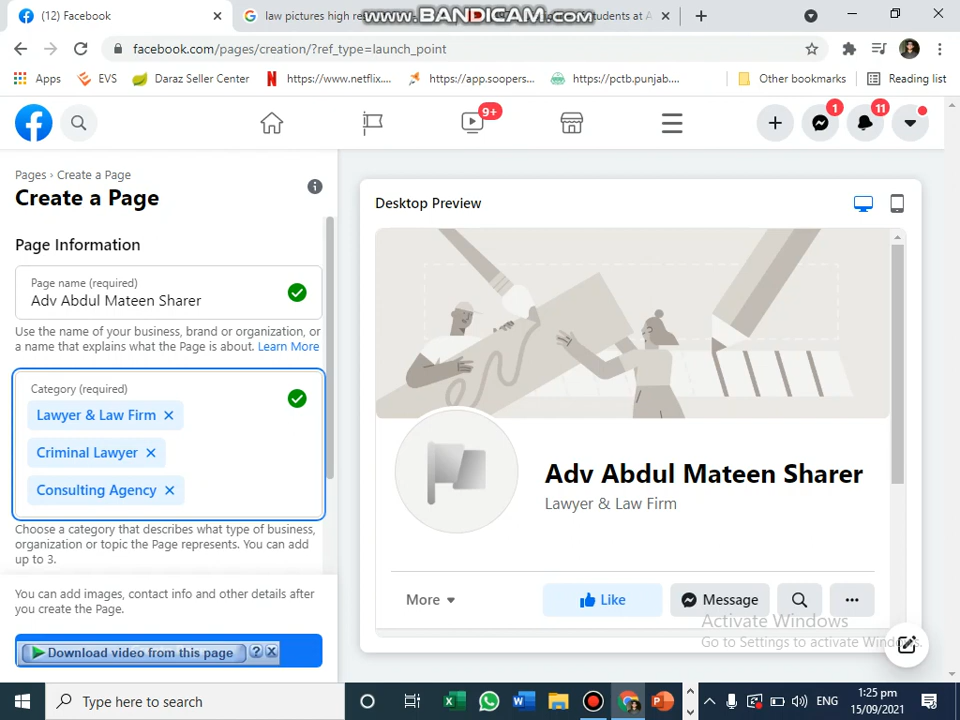 (12) Facebook
law pictures high re
www.BANDICAM.com
tudents at A
facebook.com/pages/creation/?ref_type=launch_point
Apps
EVS
Daraz Seller Center
https://www.netflix....
https://app.soopers...
https://pctb.punjab....
Other bookmarks
Reading list
9+
1
11
Pages › Create a Page
Create a Page
Page Information
Page name (required)
Adv Abdul Mateen Sharer
Use the name of your business, brand or organization, or
a name that explains what the Page is about. Learn More
Category (required)
Lawyer & Law Firm
Criminal Lawyer
Consulting Agency
Choose a category that describes what type of business,
organization or topic the Page represents. You can add
up to 3.
You can add images, contact info and other details after
you create the Page.
Download video from this page
Desktop Preview
Adv Abdul Mateen Sharer
Lawyer & Law Firm
More
Like
Message
Activate Windows
Go to Settings to activate Windows.
Type here to search
ENG
1:25 pm
15/09/2021